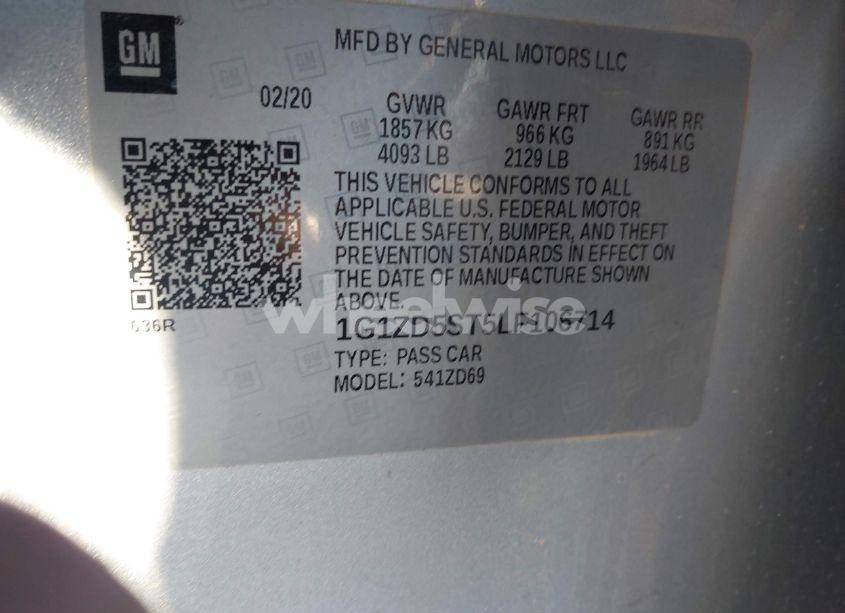 GM
MFD BY GENERAL MOTORS LLC
02/20
GVWR GAWR FRT GAWR RR
1857 KG 966 KG 891 KG
4093 LB 2129 LB 1964 LB
THIS VEHICLE CONFORMS TO ALL
APPLICABLE U.S. FEDERAL MOTOR
VEHICLE SAFETY, BUMPER, AND THEFT
PREVENTION STANDARDS IN EFFECT ON
THE DATE OF MANUFACTURE SHOWN
ABOVE.
wheelwise
636R
TYPE: PASS CAR
MODEL: 541ZD69